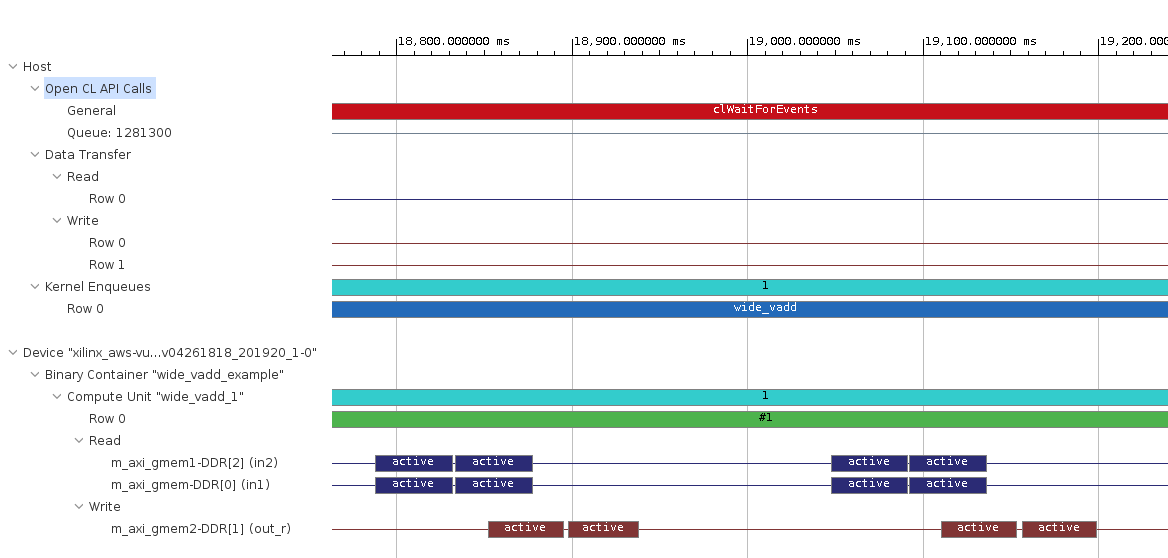 18,800.000000 ms 18,900.000000 ms 19,000.000000 ms 19,100.000000 ms 19,200.00
Host
Open CL API Calls
General clWaitForEvents
Queue: 1281300
Data Transfer
Read
Row 0
Write
Row 0
Row 1
Kernel Enqueues 1
Row 0 wide_vadd
Device "xilinx_aws-vu...v04261818_201920_1-0"
Binary Container "wide_vadd_example"
Compute Unit "wide_vadd_1" 1
Row 0 #1
Read
m_axi_gmem1-DDR[2] (in2) active active active active
m_axi_gmem-DDR[0] (in1) active active active active
Write
m_axi_gmem2-DDR[1] (out_r) active active active active